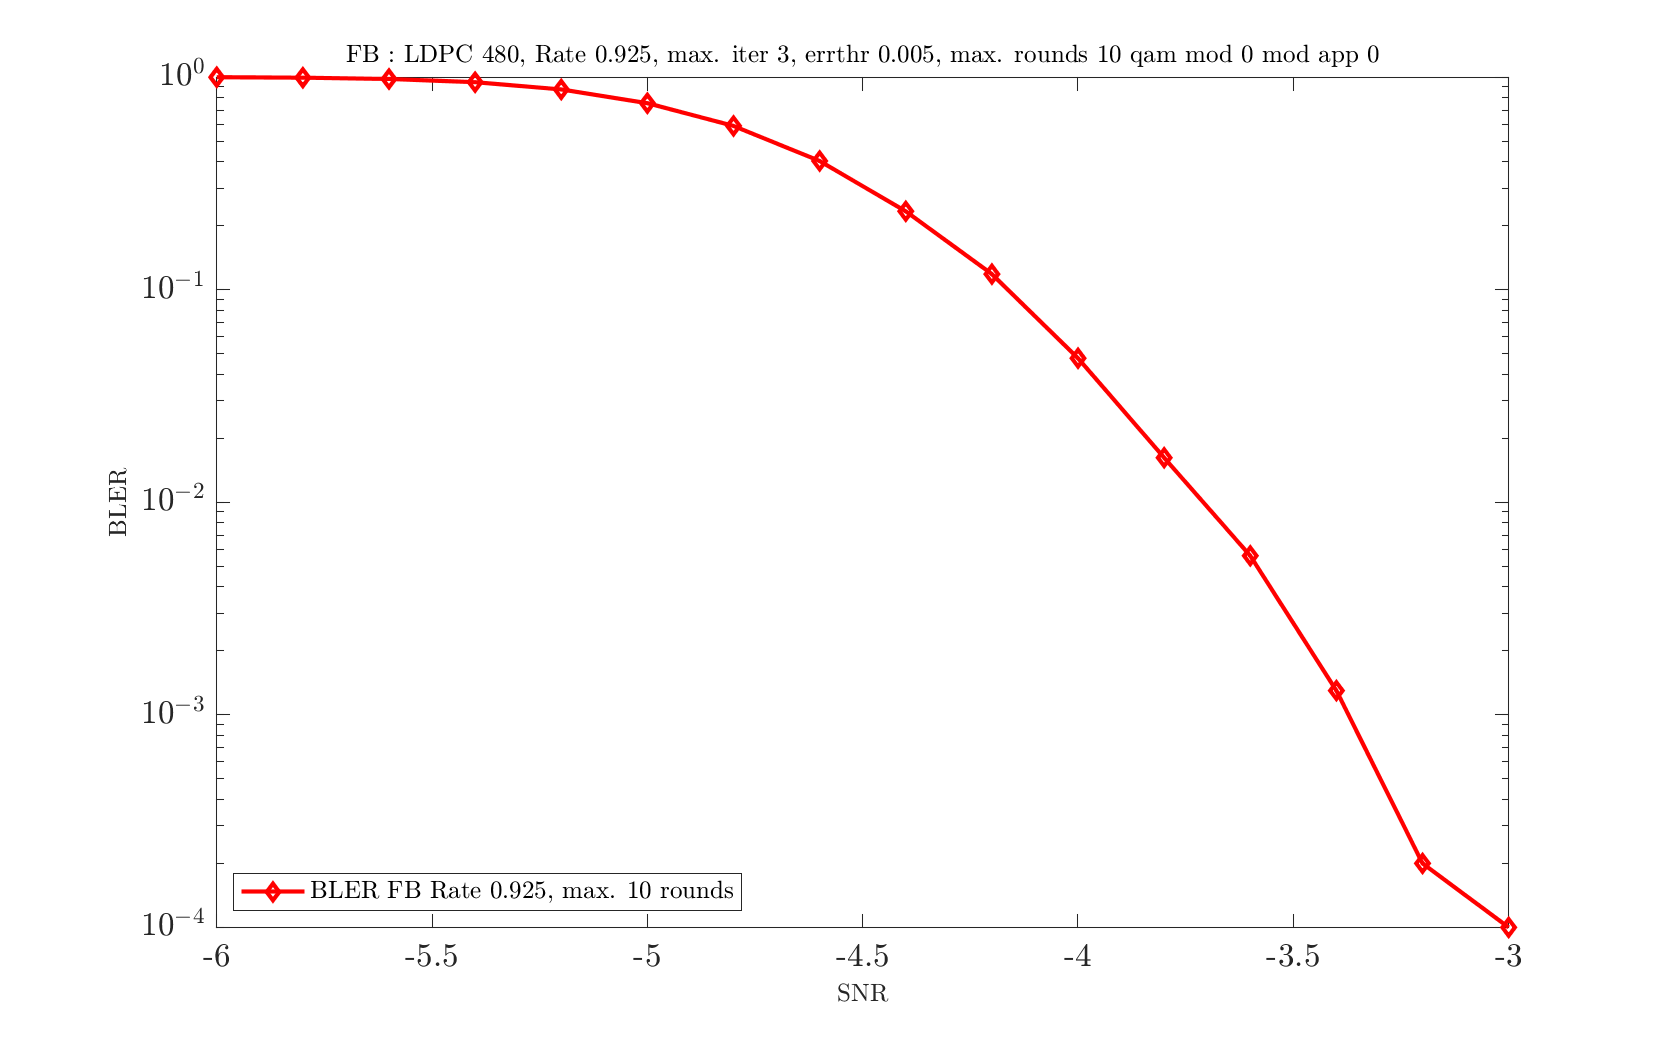 FB : LDPC 480, Rate 0.925, max. iter 3, errthr 0.005, max. rounds 10 qam mod 0 mod app 0
10^0
10^{-1}
10^{-2}
10^{-3}
10^{-4}
BLER
BLER FB Rate 0.925, max. 10 rounds
-6 -5.5 -5 -4.5 -4 -3.5 -3
SNR